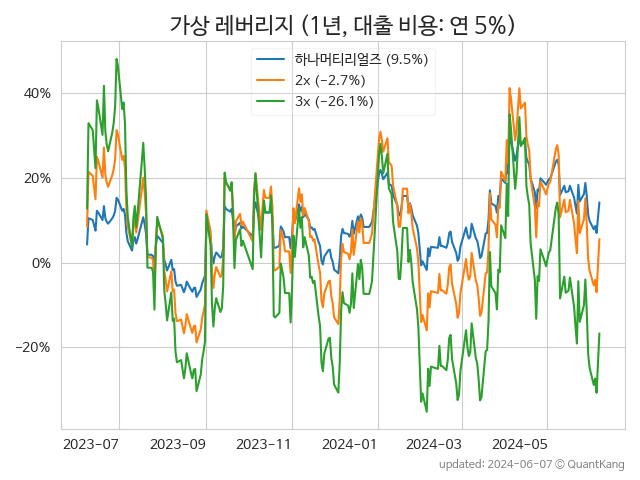 가상 레버리지 (1년, 대출 비용: 연 5%)
하나머티리얼즈 (9.5%)
2x (−2.7%)
3x (−26.1%)
40%
20%
0%
−20%
2023-07 2023-09 2023-11 2024-01 2024-03 2024-05
updated: 2024-06-07 © QuantKang